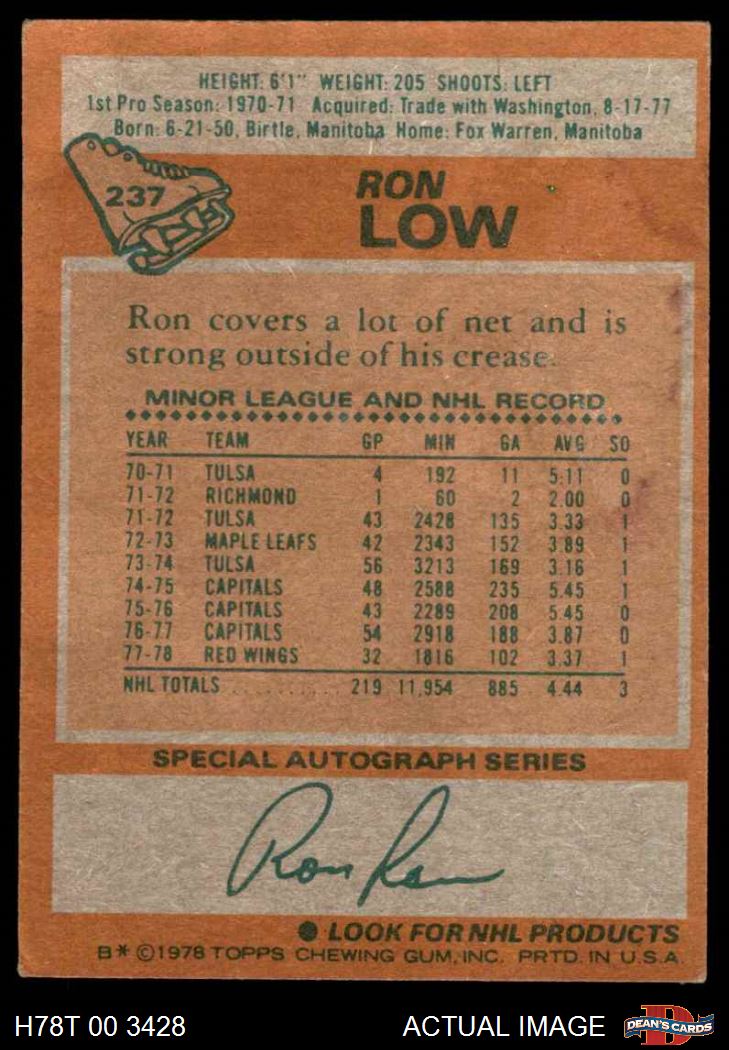 HEIGHT: 6'1" WEIGHT: 205 SHOOTS: LEFT
1st Pro Season: 1970-71 Acquired: Trade with Washington, 8-17-77
Born: 6-21-50, Birtle, Manitoba Home: Fox Warren, Manitoba
237
RON
LOW
Ron covers a lot of net and is
strong outside of his crease.
MINOR LEAGUE AND NHL RECORD
YEAR TEAM GP MIN GA AVG SO
70-71 TULSA 4 192 11 5.11 0
71-72 RICHMOND 1 60 2 2.00 0
71-72 TULSA 43 2428 135 3.33 1
72-73 MAPLE LEAFS 42 2343 152 3.89 1
73-74 TULSA 56 3213 169 3.16 1
74-75 CAPITALS 48 2588 235 5.45 1
75-76 CAPITALS 43 2289 208 5.45 0
76-77 CAPITALS 54 2918 188 3.87 0
77-78 RED WINGS 32 1816 102 3.37 1
NHL TOTALS ........... 219 11,954 885 4.44 3
SPECIAL AUTOGRAPH SERIES
Ron Low
LOOK FOR NHL PRODUCTS
B* ©1978 TOPPS CHEWING GUM, INC. PRTD. IN U.S.A.
H78T 00 3428 ACTUAL IMAGE D DEAN'S CARDS